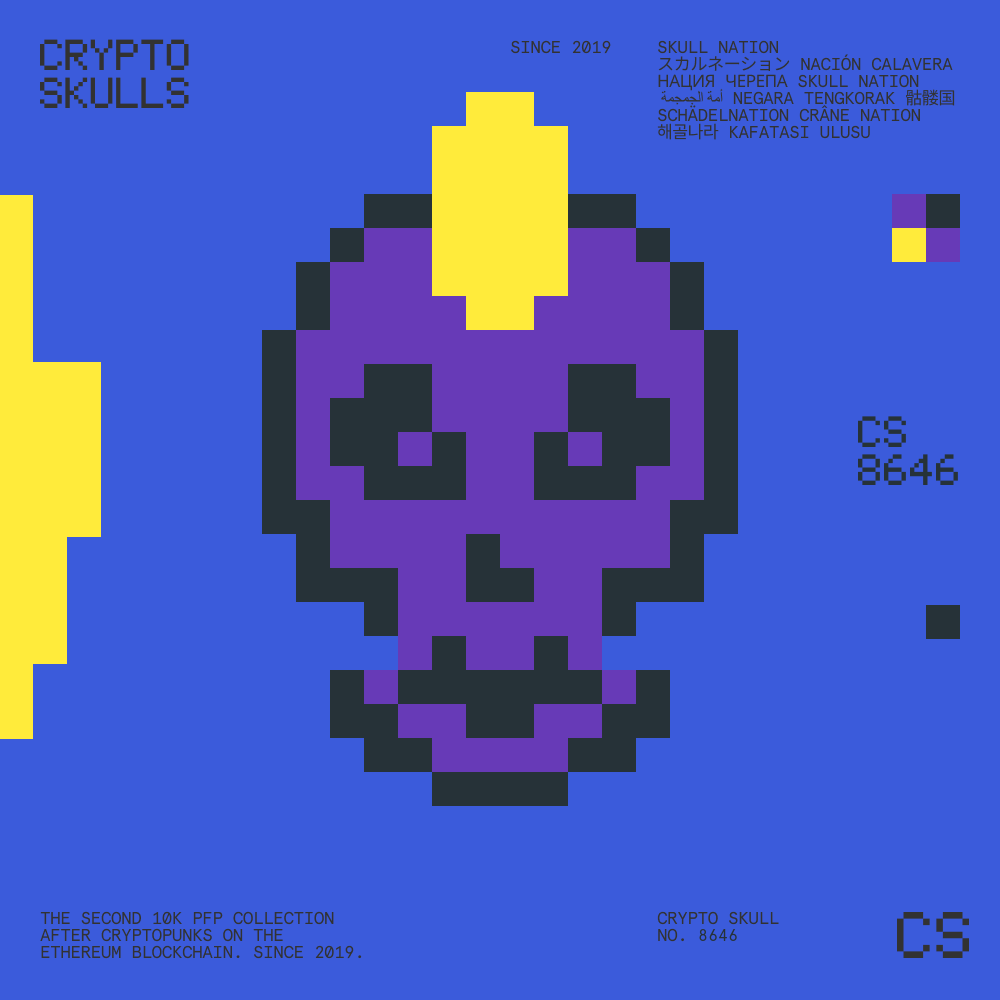 CRYPTO
SKULLS
SINCE 2019
SKULL NATION
スカルネーション NACIÓN CALAVERA
НАЦИЯ ЧЕРЕПА SKULL NATION
أمة الجمجمة NEGARA TENGKORAK 骷髅国
SCHÄDELNATION CRÂNE NATION
해골나라 KAFATASI ULUSU
CS
8646
THE SECOND 10K PFP COLLECTION
AFTER CRYPTOPUNKS ON THE
ETHEREUM BLOCKCHAIN. SINCE 2019.
CRYPTO SKULL
NO. 8646
CS